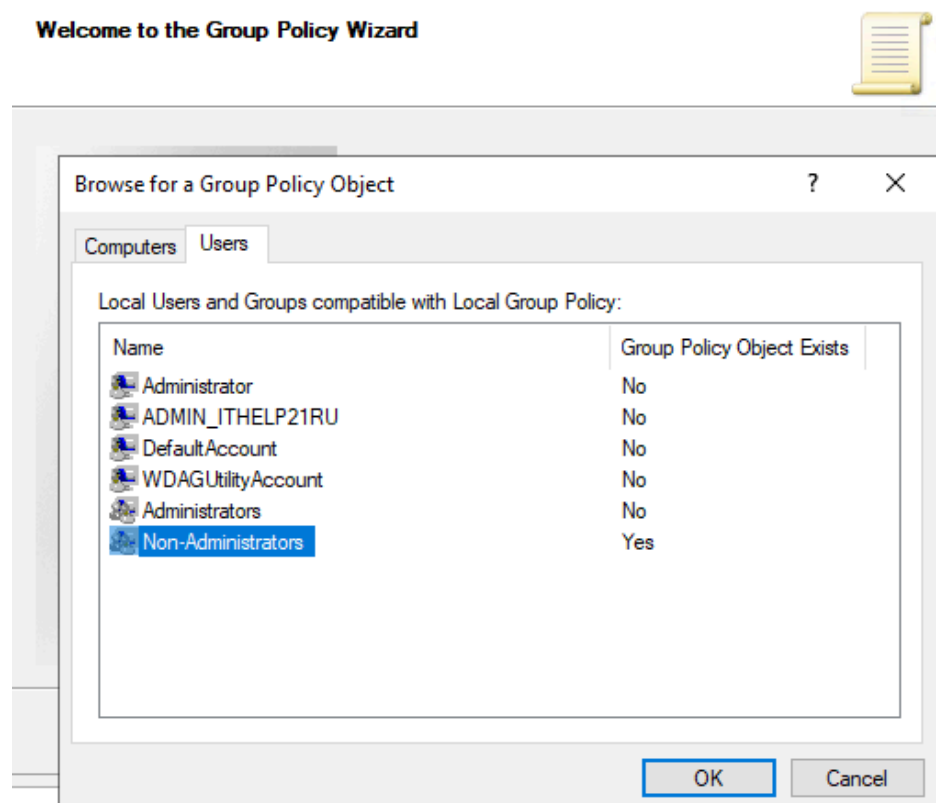 Welcome to the Group Policy Wizard
Browse for a Group Policy Object ?
Computers Users
Local Users and Groups compatible with Local Group Policy:
Name Group Policy Object Exists
Administrator No
ADMIN_ITHELP21RU No
DefaultAccount No
WDAGUtilityAccount No
Administrators No
Non-Administrators Yes
OK Cancel